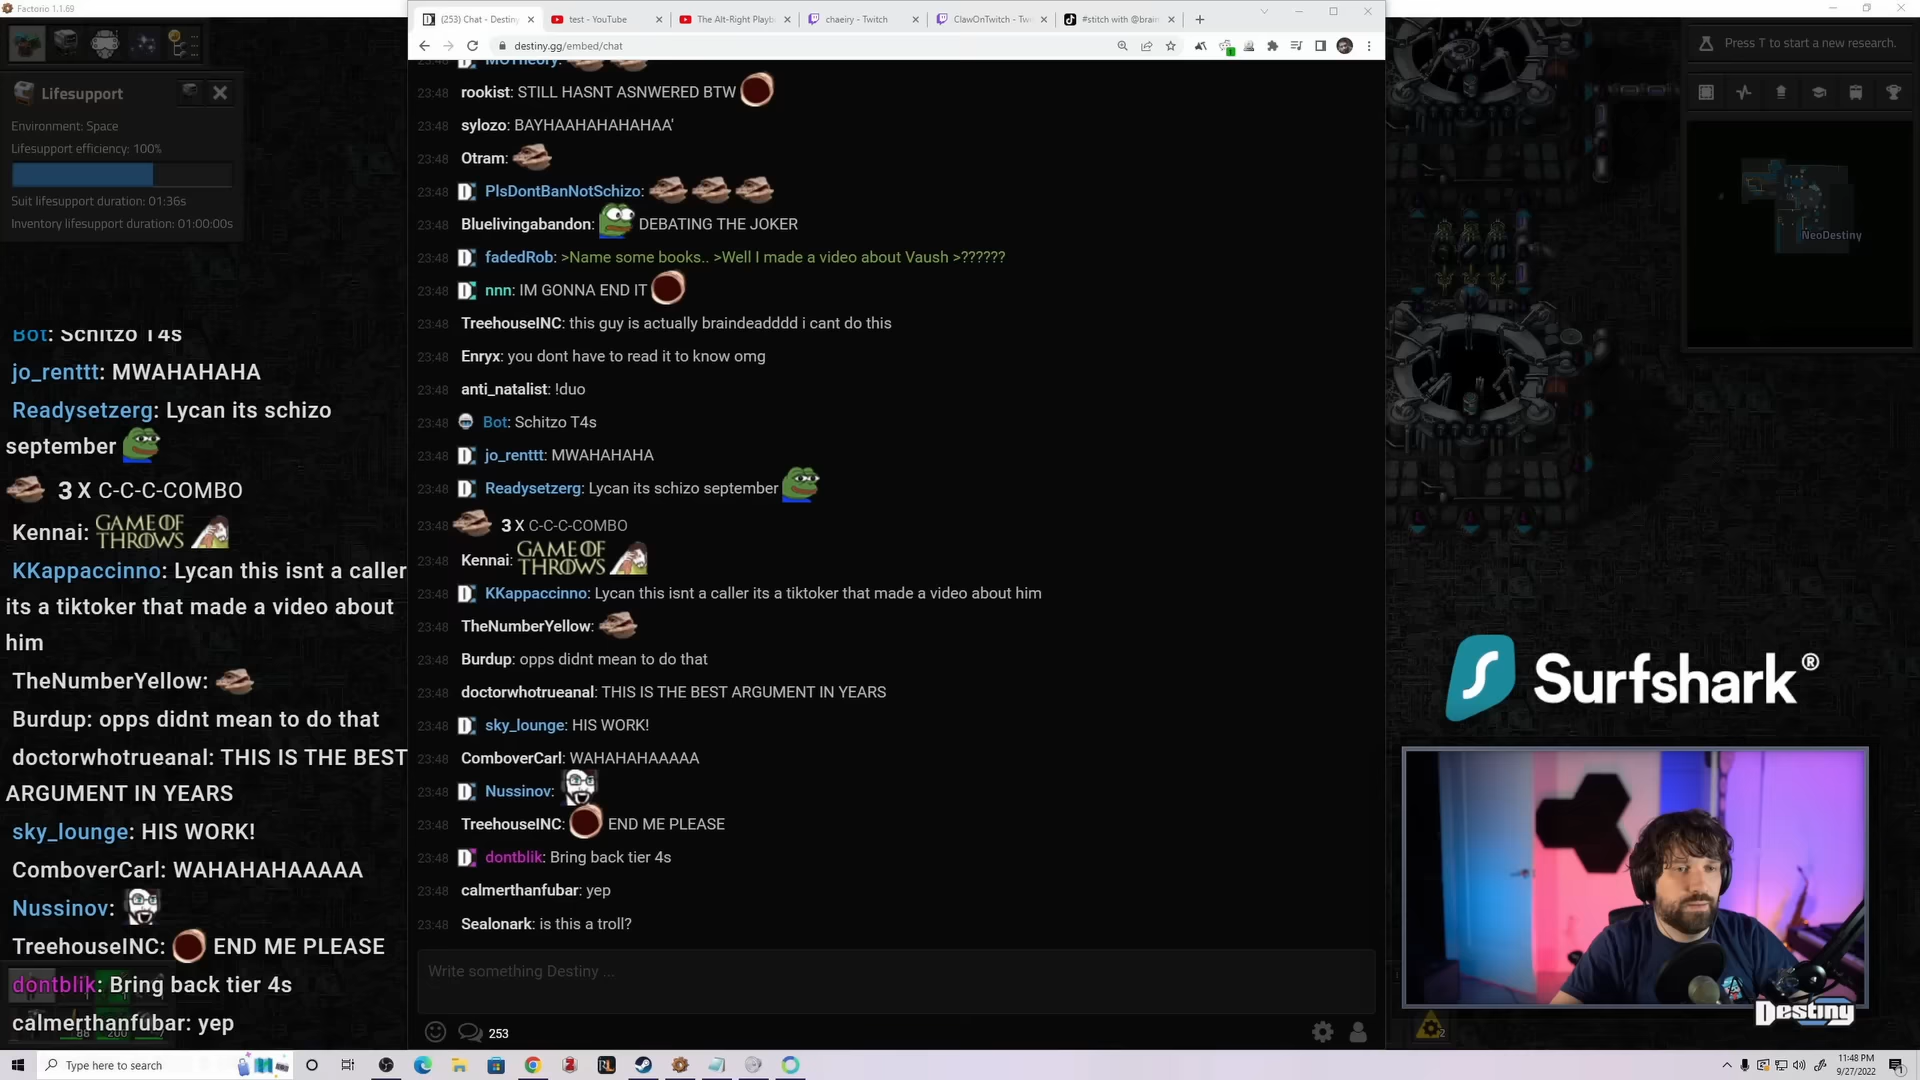 Factorio 1.1.69
(253) Chat - Destiny
test - YouTube
The Alt-Right Playb
chaeiry - Twitch
ClawOnTwitch - Tw
#stitch with @brain
destiny.gg/embed/chat
Press T to start a new research.
Lifesupport
Environment: Space
Lifesupport efficiency: 100%
Suit lifesupport duration: 01:36s
Inventory lifesupport duration: 01:00:00s
NeoDestiny
Bot: Schitzo T4s
jo_renttt: MWAHAHAHA
Readysetzerg: Lycan its schizo
september
3 X C-C-C-COMBO
Kennai: GAME OF THROWS
KKappaccinno: Lycan this isnt a caller
its a tiktoker that made a video about
him
TheNumberYellow:
Burdup: opps didnt mean to do that
doctorwhotrueanal: THIS IS THE BEST
ARGUMENT IN YEARS
sky_lounge: HIS WORK!
ComboverCarl: WAHAHAHAAAAA
Nussinov:
TreehouseINC: END ME PLEASE
dontblik: Bring back tier 4s
calmerthanfubar: yep
23:48 MOTheory:
23:48 rookist: STILL HASNT ASNWERED BTW
23:48 sylozo: BAYHAAHAHAHAHAA'
23:48 Otram:
23:48 PlsDontBanNotSchizo:
23:48 Bluelivingabandon: DEBATING THE JOKER
23:48 fadedRob: >Name some books.. >Well I made a video about Vaush >??????
23:48 nnn: IM GONNA END IT
23:48 TreehouseINC: this guy is actually braindeadddd i cant do this
23:48 Enryx: you dont have to read it to know omg
23:48 anti_natalist: !duo
23:48 Bot: Schitzo T4s
23:48 jo_renttt: MWAHAHAHA
23:48 Readysetzerg: Lycan its schizo september
23:48 3 X C-C-C-COMBO
23:48 Kennai: GAME OF THROWS
23:48 KKappaccinno: Lycan this isnt a caller its a tiktoker that made a video about him
23:48 TheNumberYellow:
23:48 Burdup: opps didnt mean to do that
23:48 doctorwhotrueanal: THIS IS THE BEST ARGUMENT IN YEARS
23:48 sky_lounge: HIS WORK!
23:48 ComboverCarl: WAHAHAHAAAAA
23:48 Nussinov:
23:48 TreehouseINC: END ME PLEASE
23:48 dontblik: Bring back tier 4s
23:48 calmerthanfubar: yep
23:48 Sealonark: is this a troll?
Write something Destiny ...
253
Surfshark®
Destiny
Type here to search
11:48 PM
9/27/2022